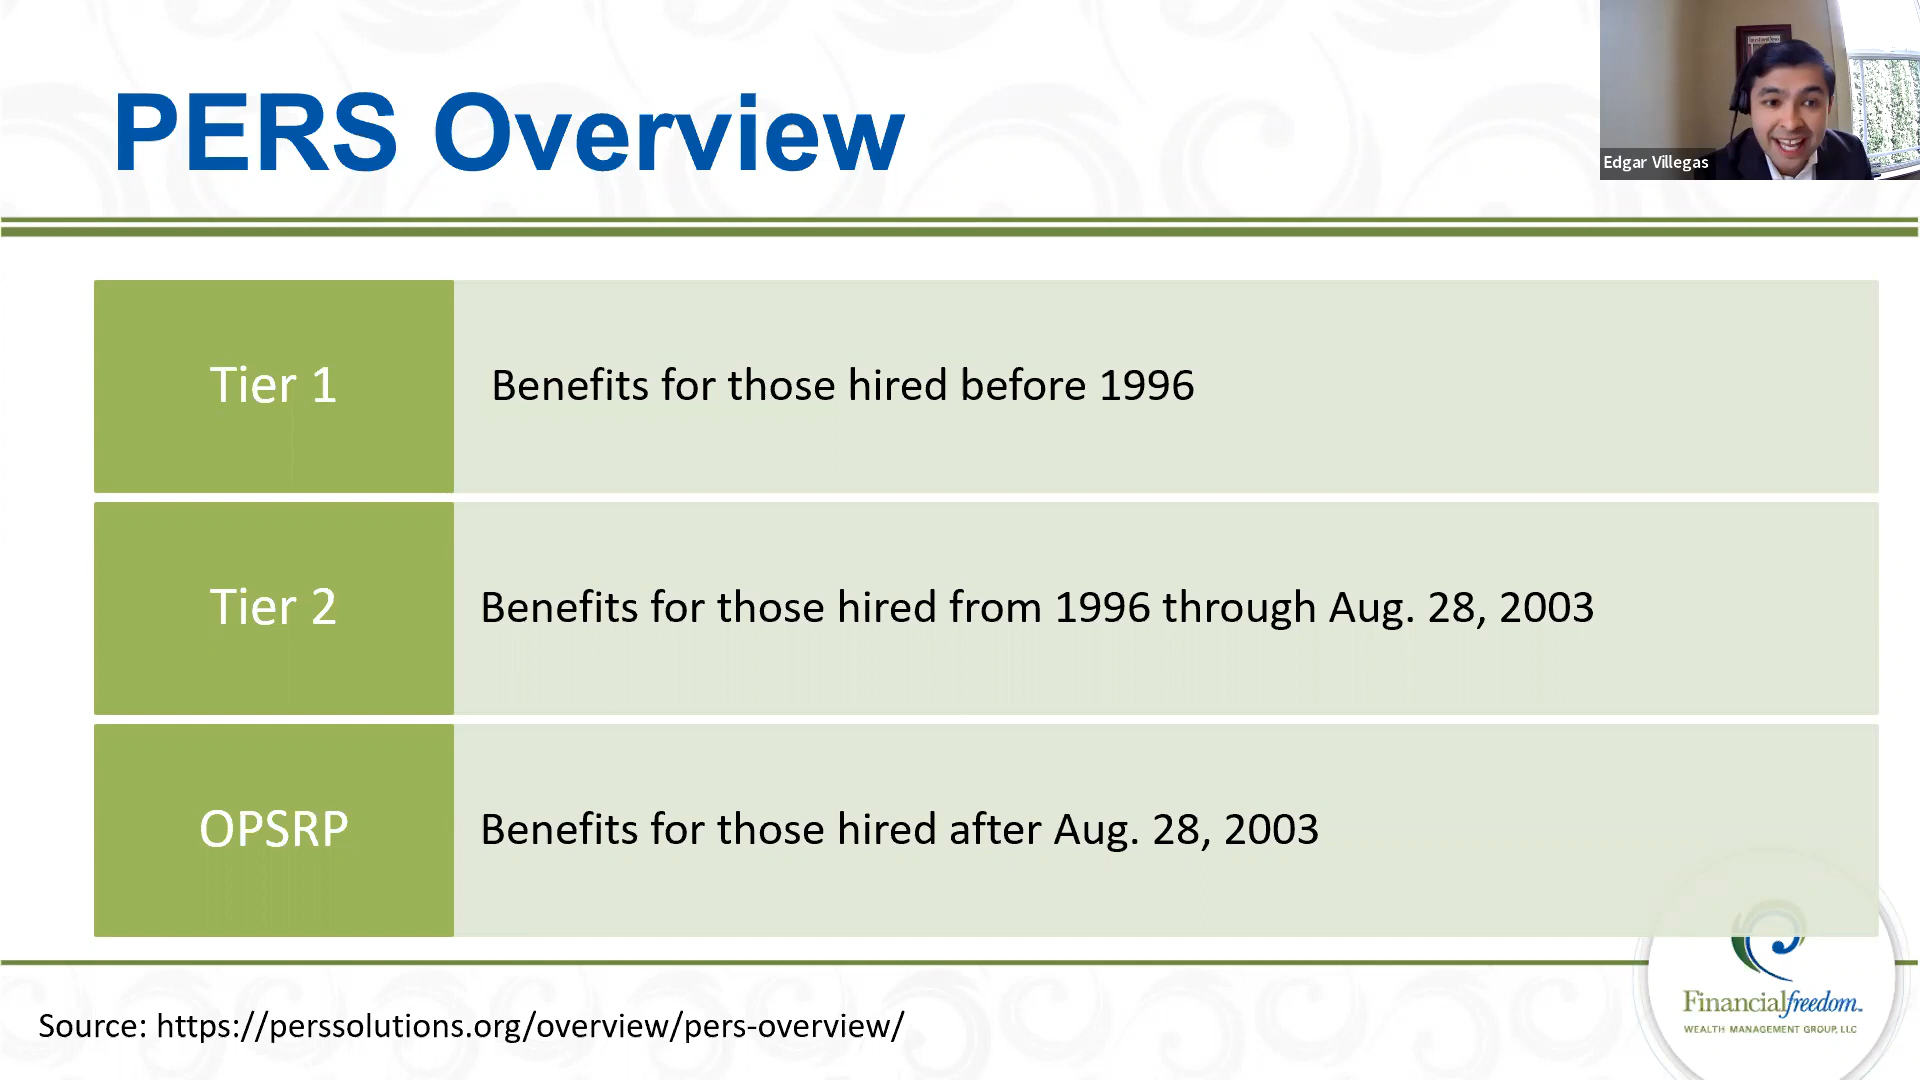 PERS Overview
Edgar Villegas
Tier 1
Benefits for those hired before 1996
Tier 2
Benefits for those hired from 1996 through Aug. 28, 2003
OPSRP
Benefits for those hired after Aug. 28, 2003
Source: https://perssolutions.org/overview/pers-overview/
Financialfreedom
WEALTH MANAGEMENT GROUP, LLC